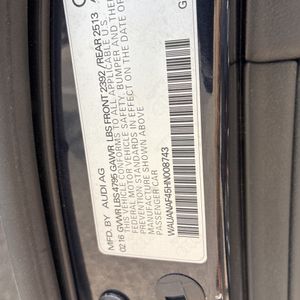 MFD. BY AUDI AG
02/16 GVWR LBS 4785 GAWR LBS FRONT 2392 / REAR 2513
THIS VEHICLE CONFORMS TO ALL APPLICABLE
FEDERAL MOTOR VEHICLE SAFETY, BUMPER AND THEFT
PREVENTION STANDARDS IN EFFECT ON THE
DATE OF MANUFACTURE SHOWN ABOVE
PASSENGER CAR
WAUANAF45HN008743